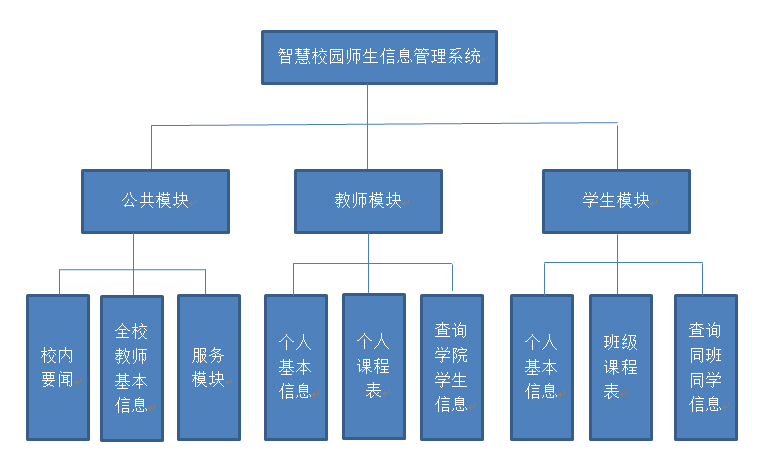 智慧校园师生信息管理系统
公共模块
教师模块
学生模块
校内
要闻
全校
教师
基本
信息
服务
模块
个人
基本
信息
个人
课程
表
查询
学院
学生
信息
个人
基本
信息
班级
课程
表
查询
同班
同学
信息